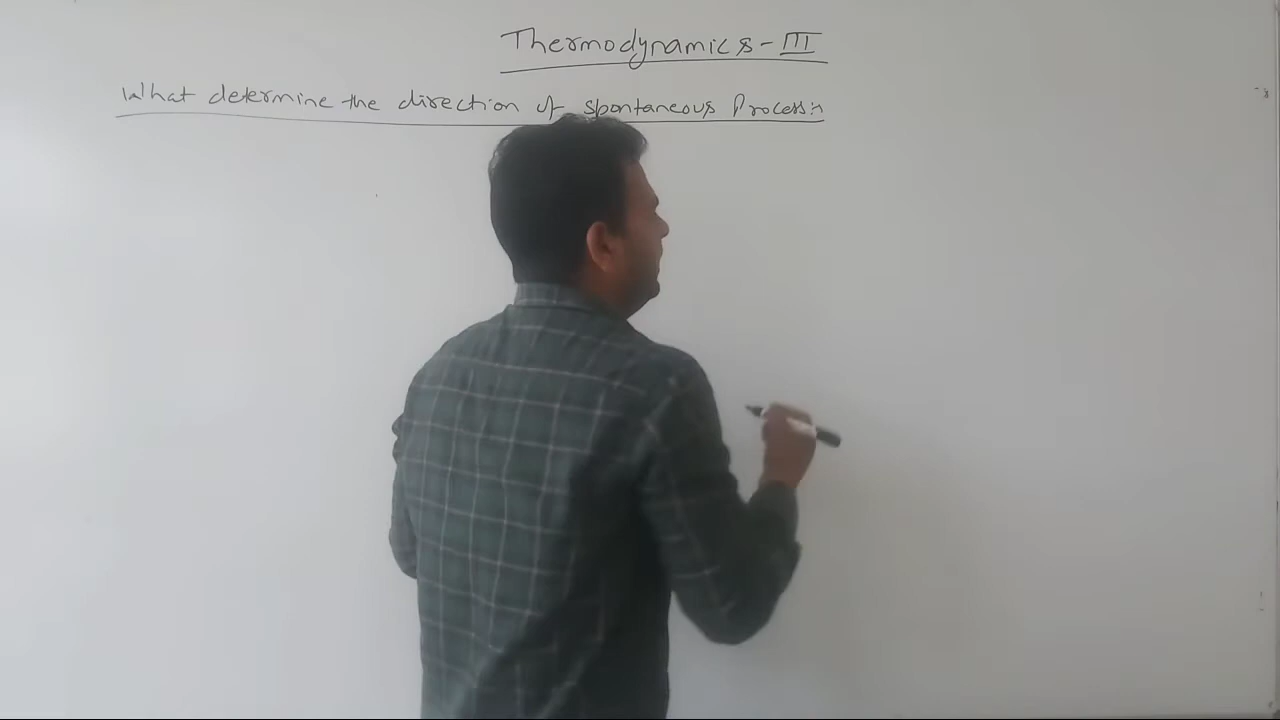 Thermodynamics - III
What determine the direction of spontaneous Process:-